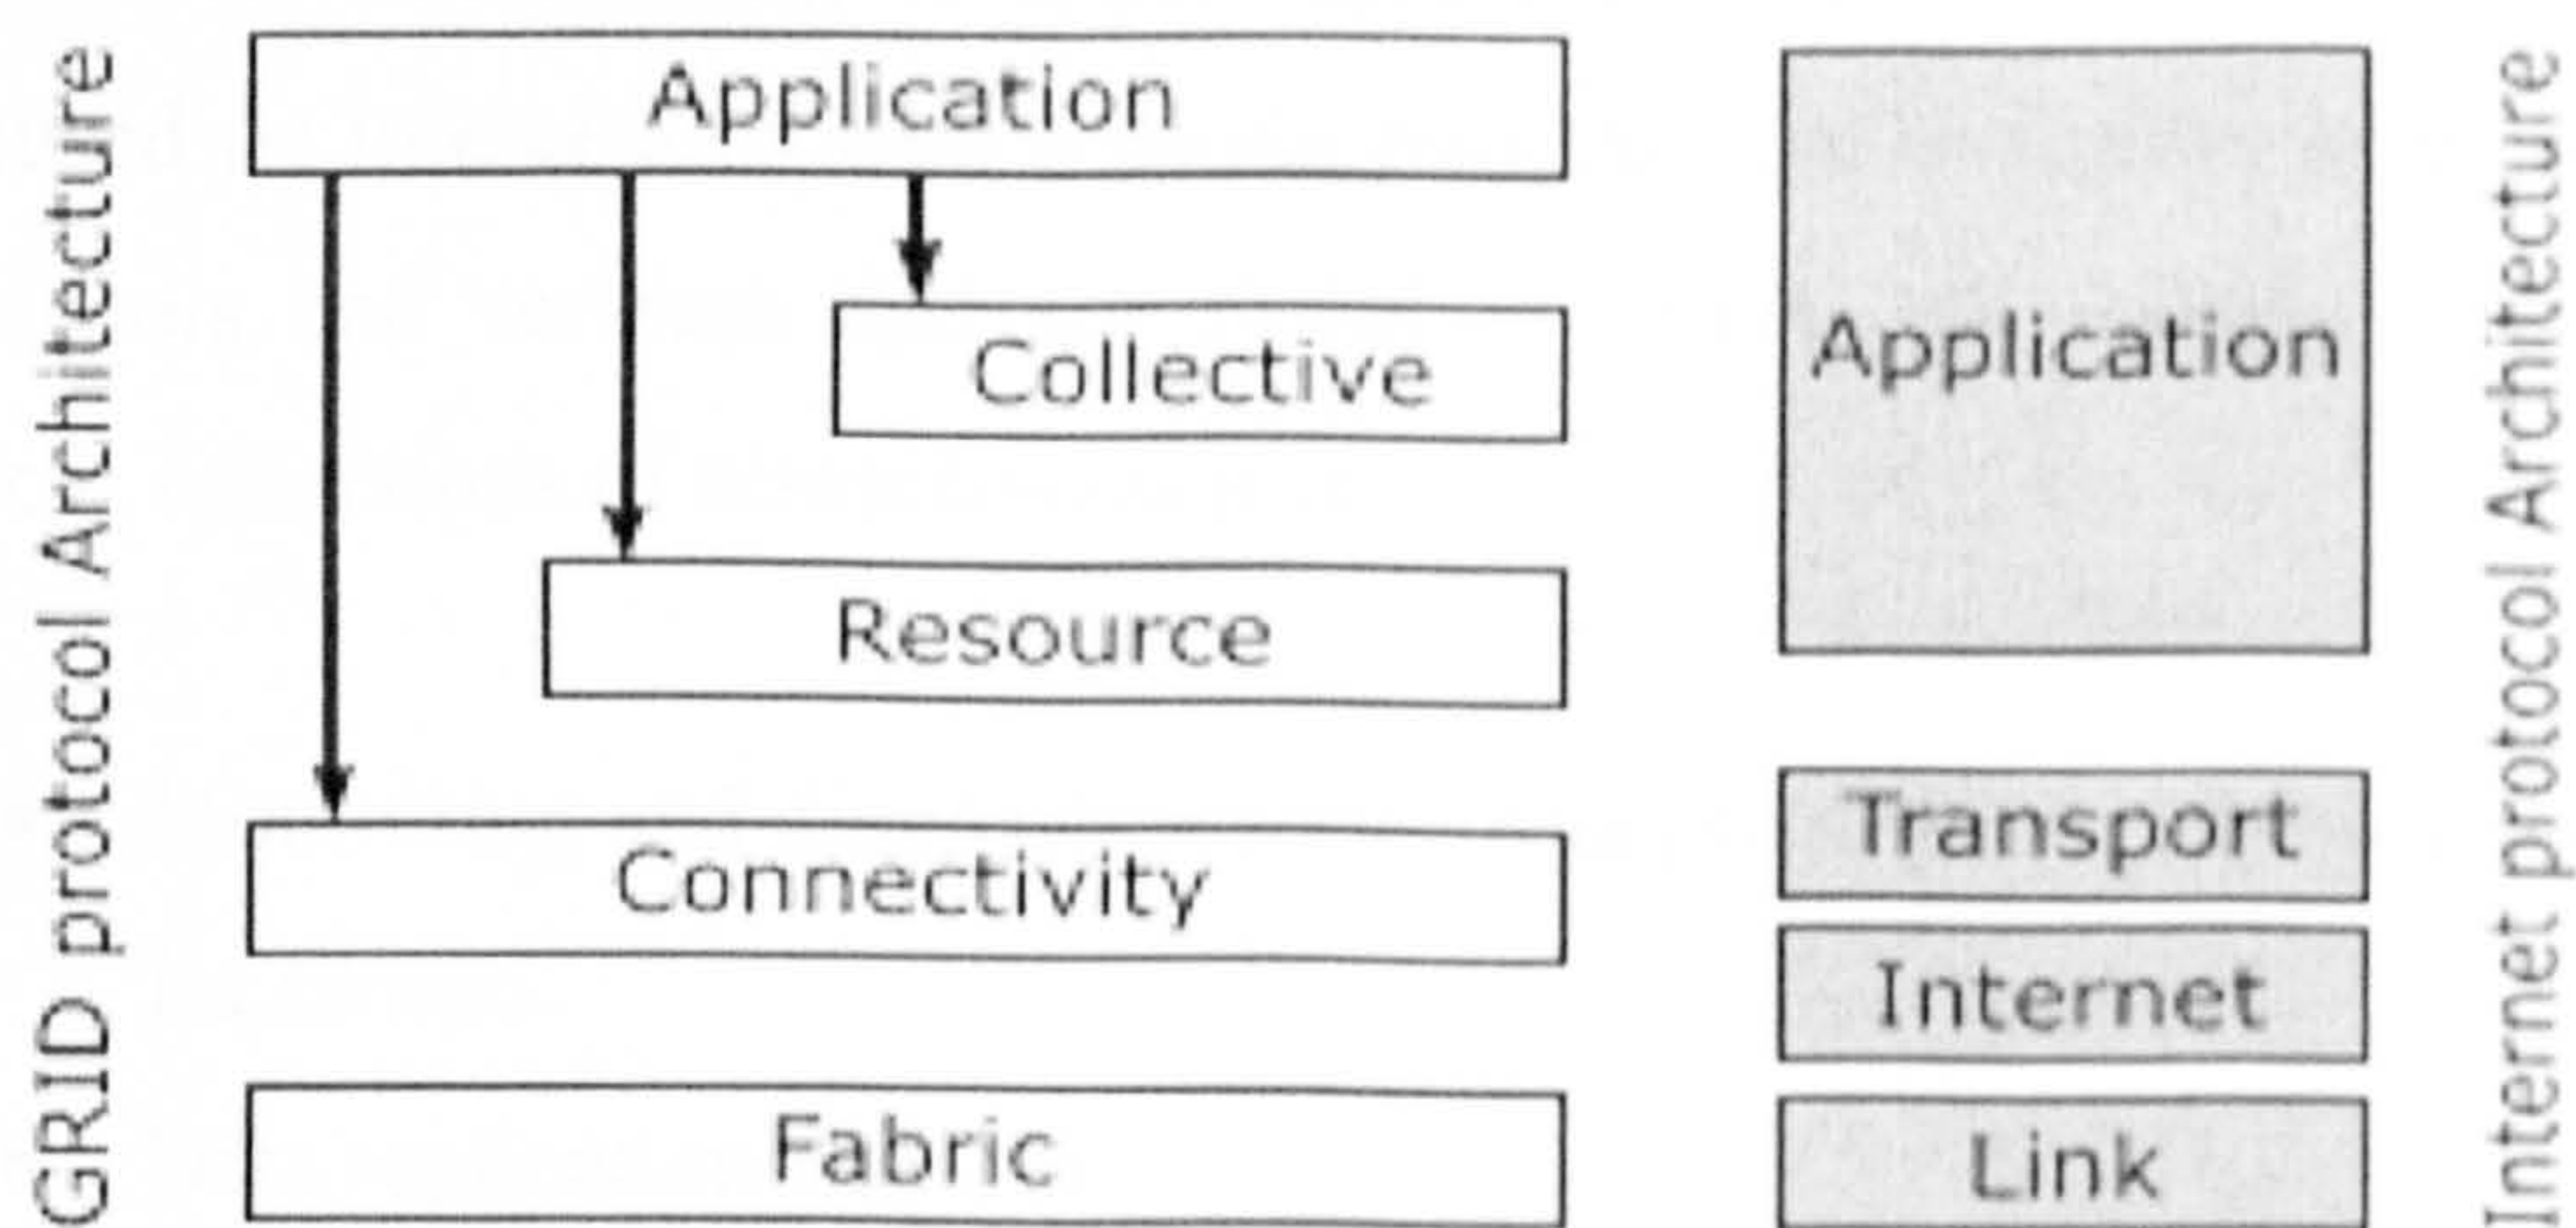 GRID protocol Architecture
Application
Collective
Resource
Connectivity
Fabric
Application
Transport
Internet
Link
Internet protocol Architecture